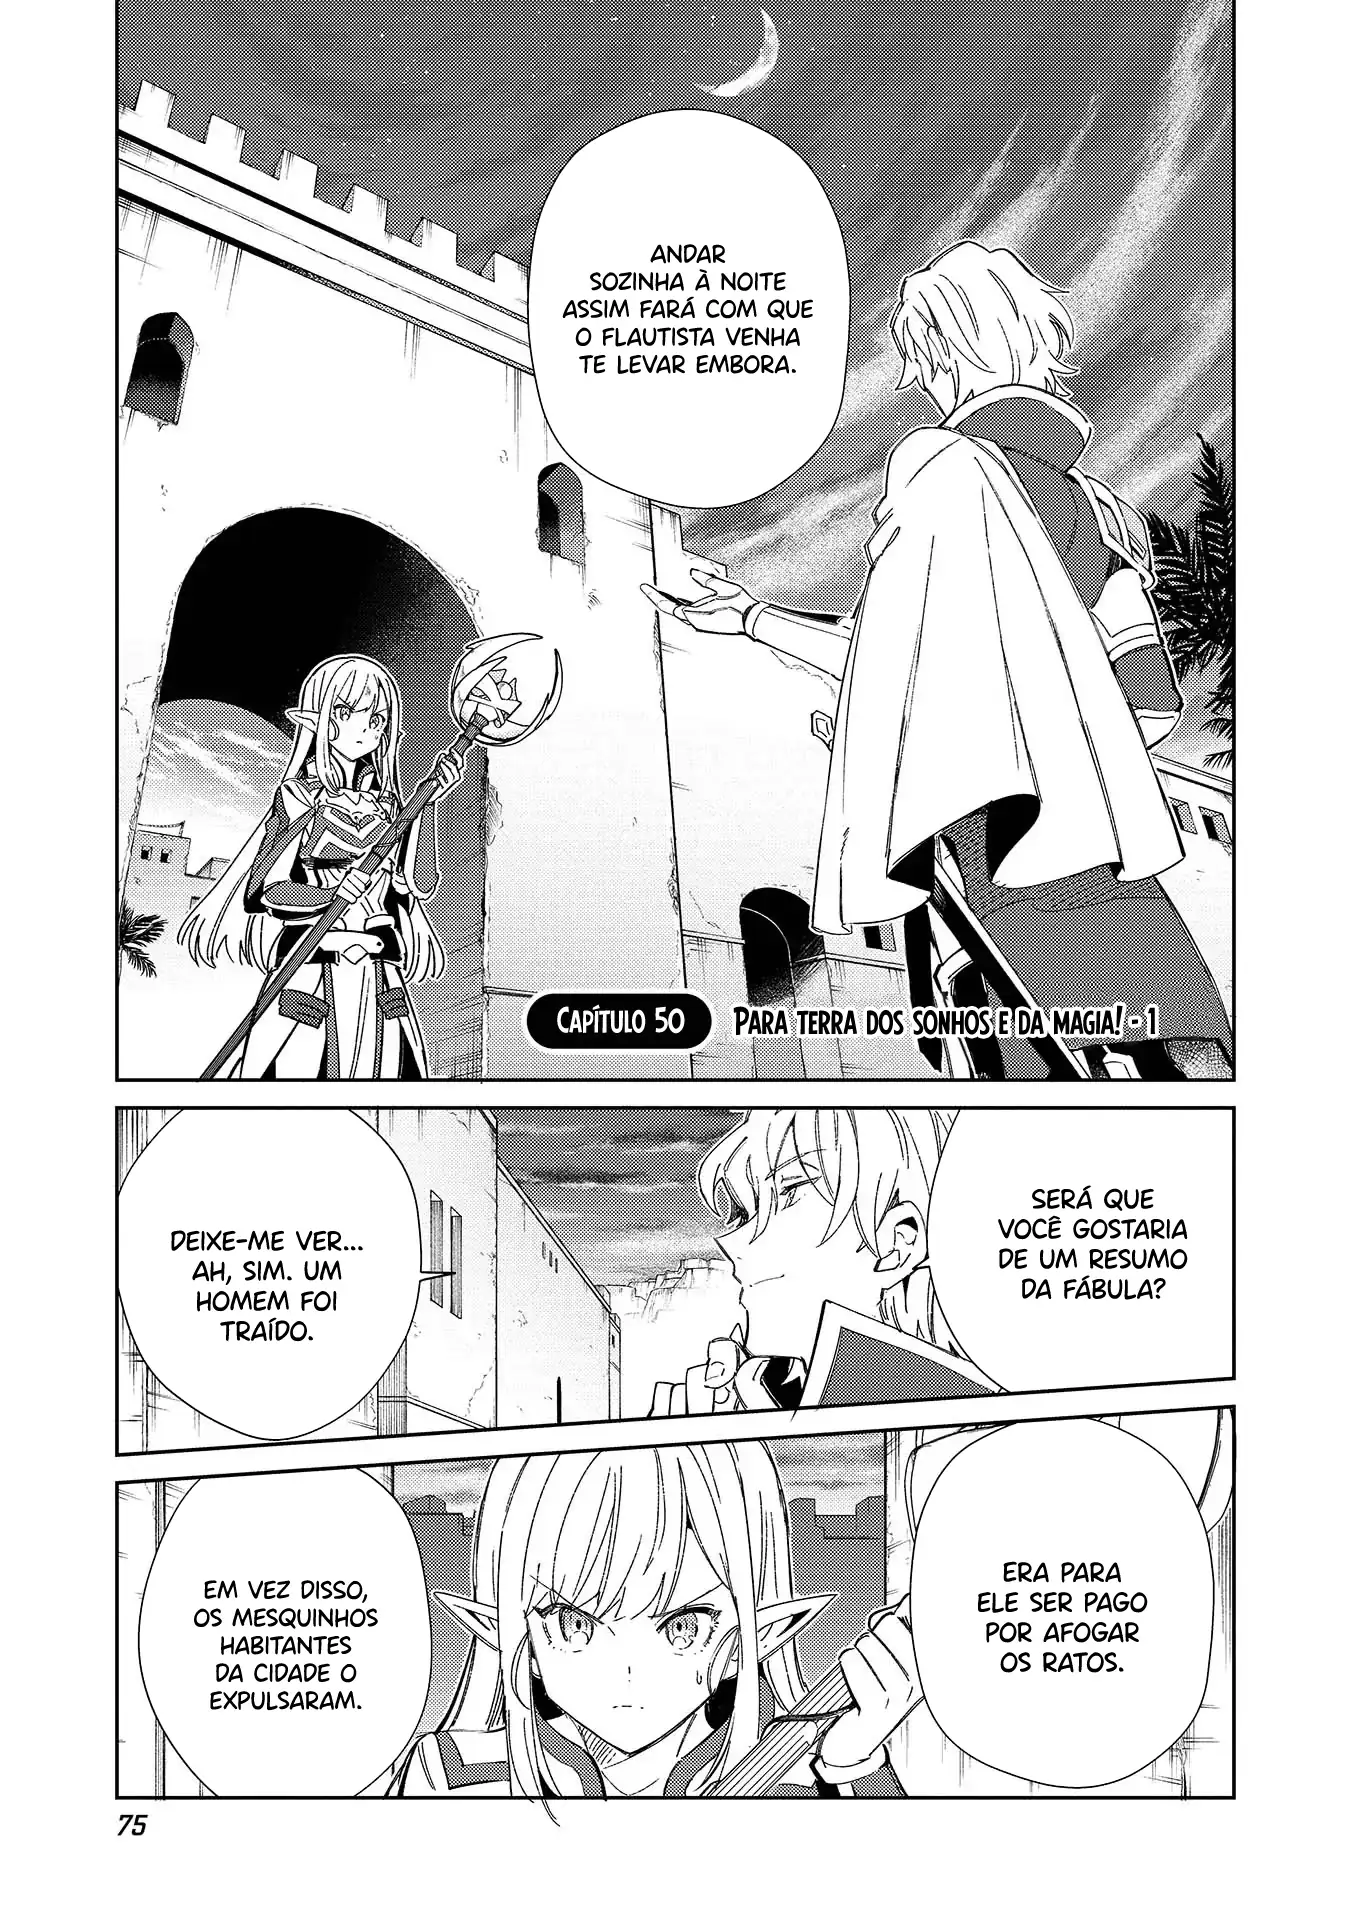 ANDAR
SOZINHA À NOITE
ASSIM FARÁ COM QUE
O FLAUTISTA VENHA
TE LEVAR EMBORA.
CAPÍTULO 50
PARA TERRA DOS SONHOS E DA MAGIA! - 1
SERÁ QUE
VOCÊ GOSTARIA
DE UM RESUMO
DA FÁBULA?
DEIXE-ME VER...
AH, SIM. UM
HOMEM FOI
TRAÍDO.
ERA PARA
ELE SER PAGO
POR AFOGAR
OS RATOS.
EM VEZ DISSO,
OS MESQUINHOS
HABITANTES
DA CIDADE O
EXPULSARAM.
75